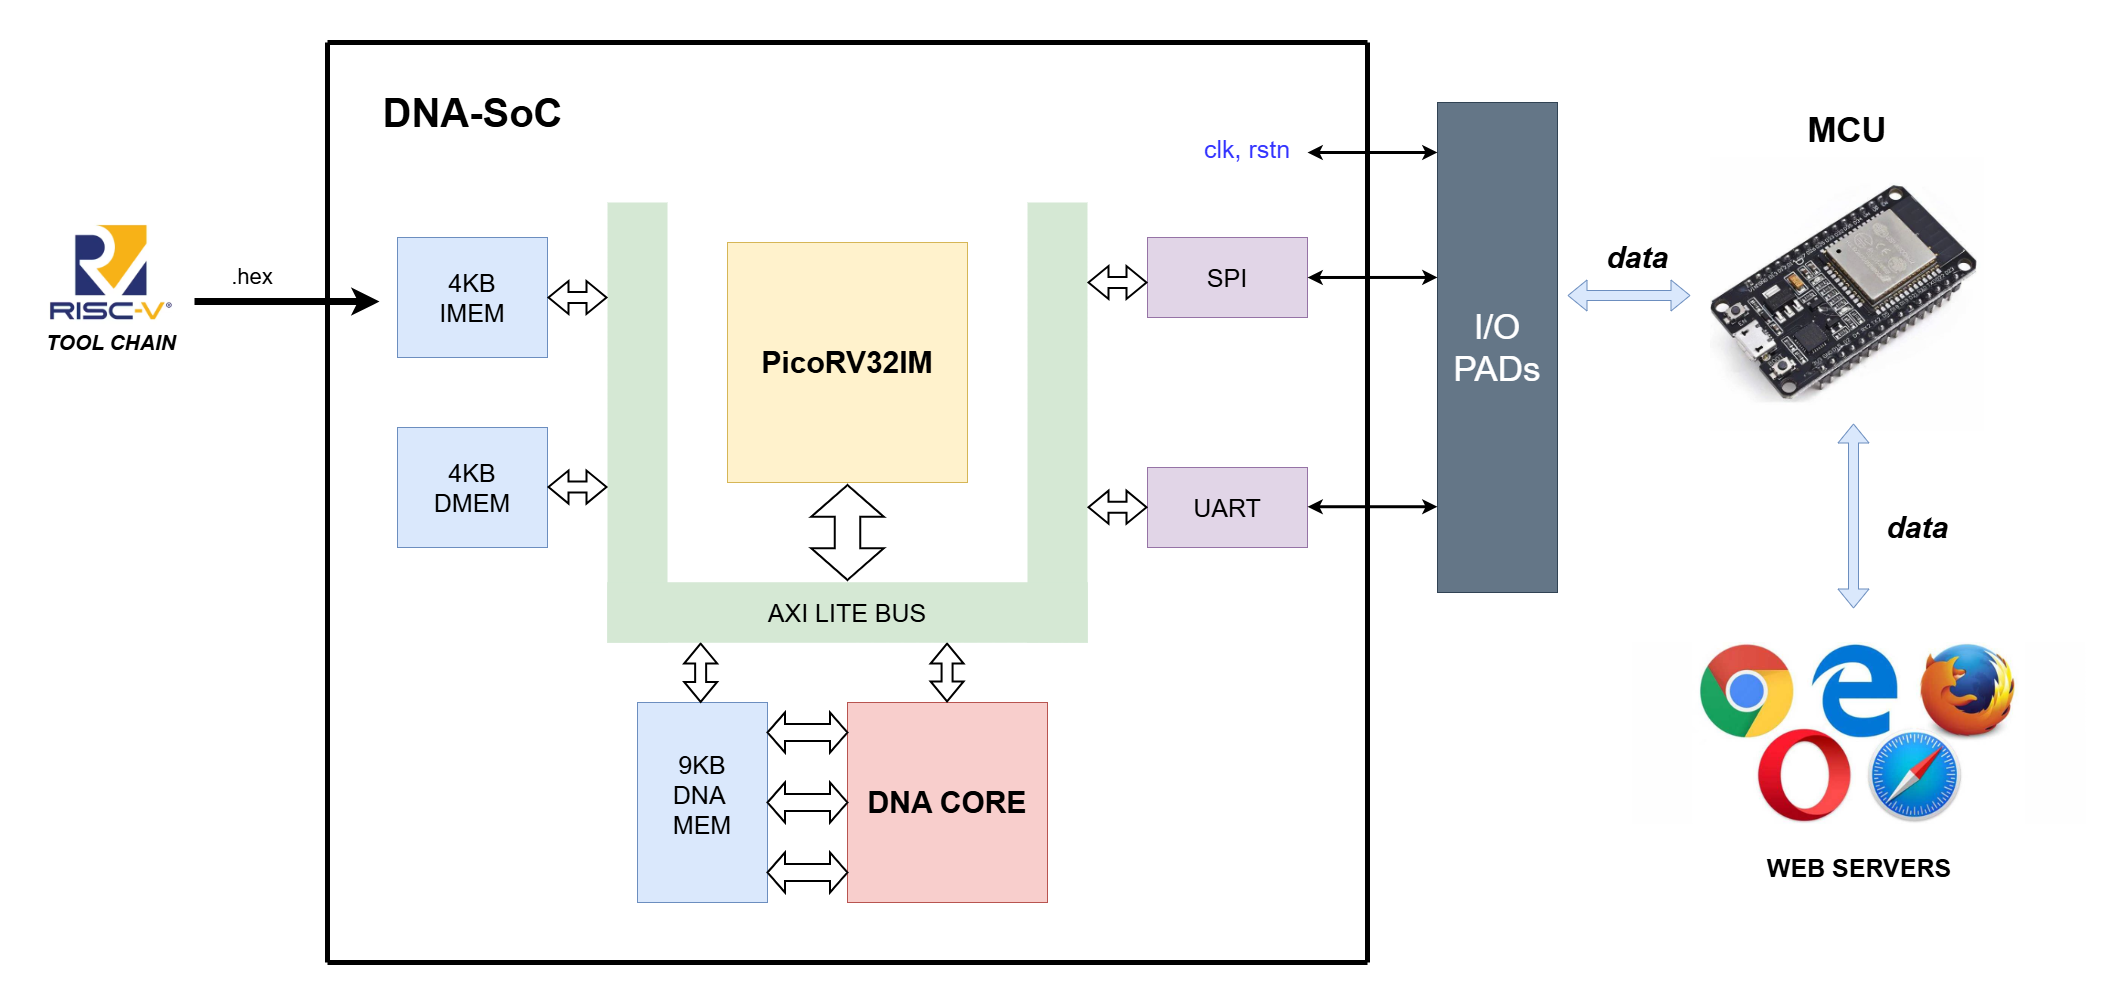 DNA-SoC
clk, rstn
MCU
RISC-V®
TOOL CHAIN
.hex
4KB
IMEM
4KB
DMEM
PicoRV32IM
AXI LITE BUS
SPI
UART
I/O
PADs
data
data
9KB
DNA
MEM
DNA CORE
WEB SERVERS